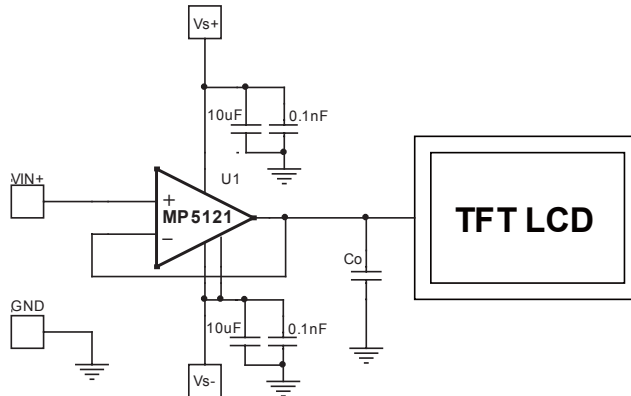 Vs+
10uF 0.1nF
VIN+
U1
+
MP5121
−
TFT LCD
Co
GND
10uF 0.1nF
Vs-